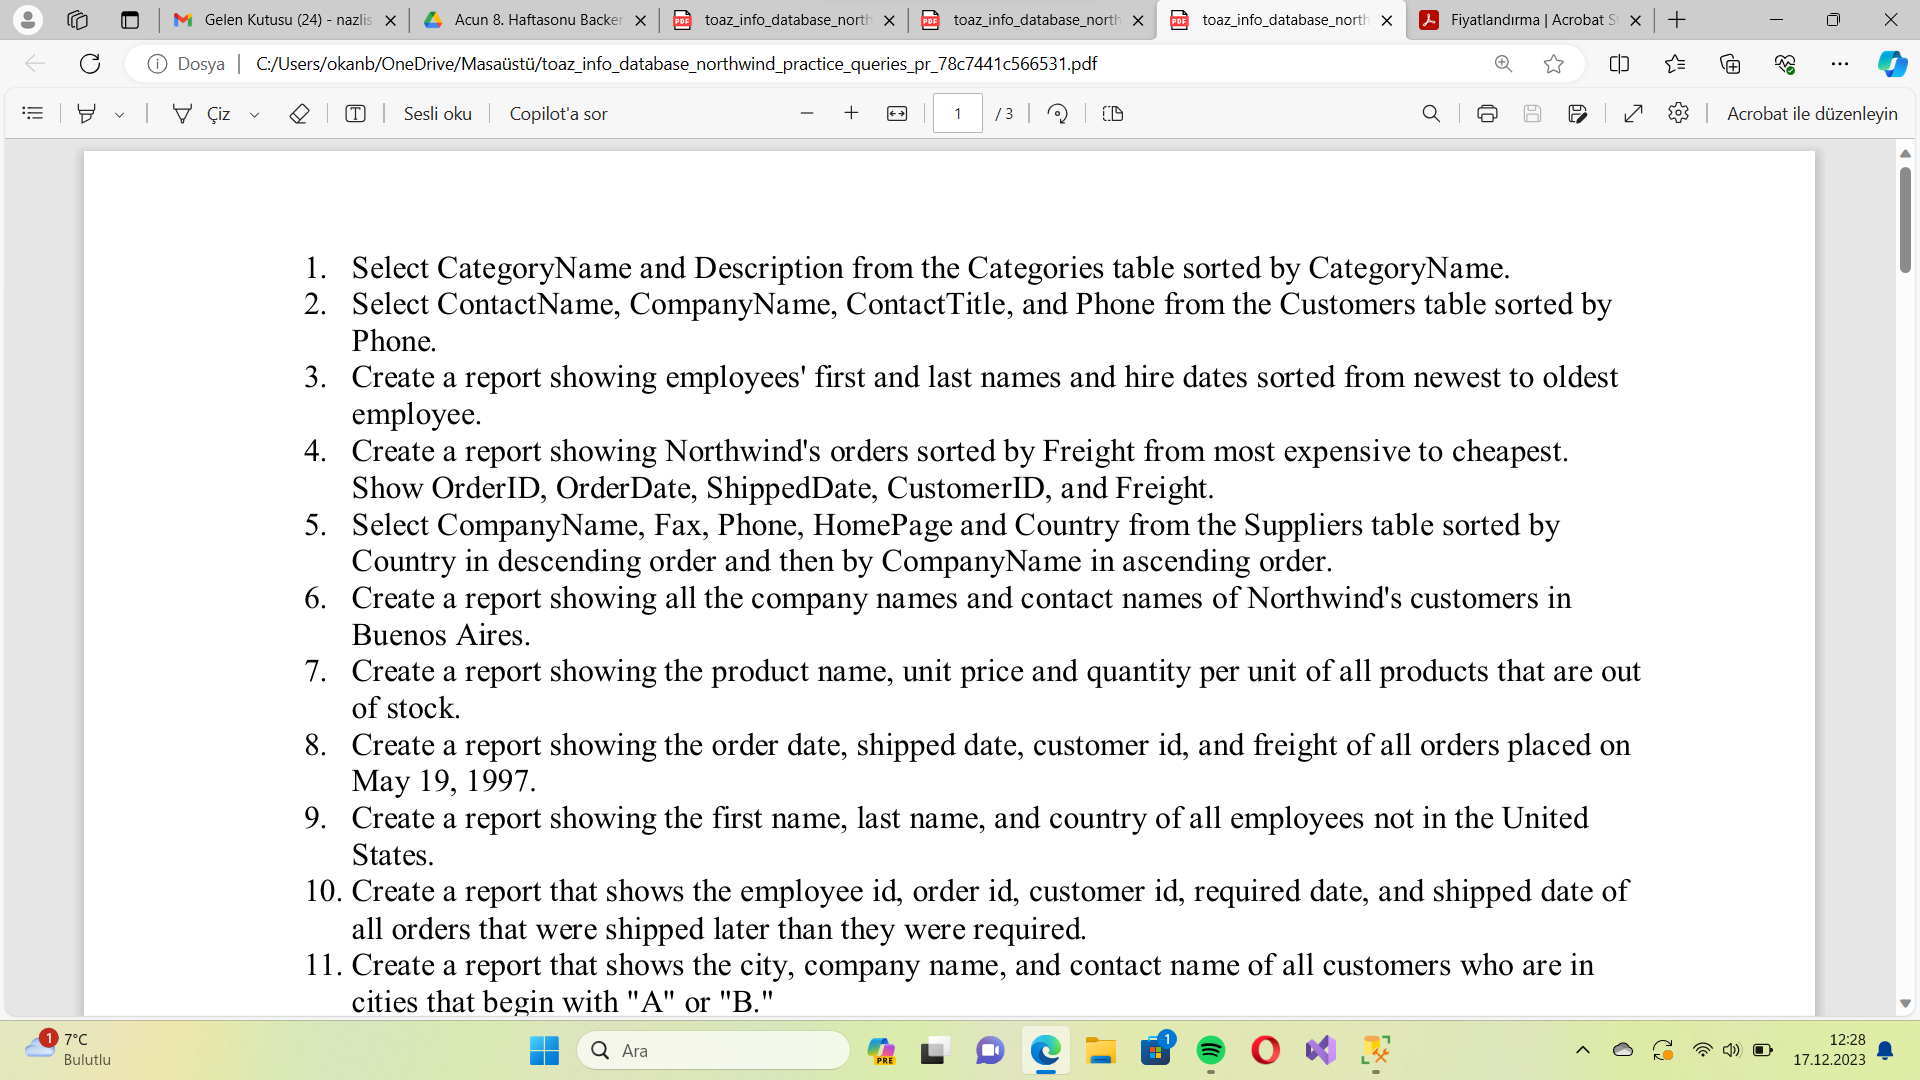 Gelen Kutusu (24) - nazlis
Acun 8. Haftasonu Backer
toaz_info_database_north
toaz_info_database_north
toaz_info_database_north
Fiyatlandırma | Acrobat S
Dosya
C:/Users/okanb/OneDrive/Masaüstü/toaz_info_database_northwind_practice_queries_pr_78c7441c566531.pdf
Çiz
Sesli oku
Copilot'a sor
1 / 3
Acrobat ile düzenleyin
1. Select CategoryName and Description from the Categories table sorted by CategoryName.
2. Select ContactName, CompanyName, ContactTitle, and Phone from the Customers table sorted by
Phone.
3. Create a report showing employees' first and last names and hire dates sorted from newest to oldest
employee.
4. Create a report showing Northwind's orders sorted by Freight from most expensive to cheapest.
Show OrderID, OrderDate, ShippedDate, CustomerID, and Freight.
5. Select CompanyName, Fax, Phone, HomePage and Country from the Suppliers table sorted by
Country in descending order and then by CompanyName in ascending order.
6. Create a report showing all the company names and contact names of Northwind's customers in
Buenos Aires.
7. Create a report showing the product name, unit price and quantity per unit of all products that are out
of stock.
8. Create a report showing the order date, shipped date, customer id, and freight of all orders placed on
May 19, 1997.
9. Create a report showing the first name, last name, and country of all employees not in the United
States.
10. Create a report that shows the employee id, order id, customer id, required date, and shipped date of
all orders that were shipped later than they were required.
11. Create a report that shows the city, company name, and contact name of all customers who are in
cities that begin with "A" or "B."
1
7°C
Bulutlu
Ara
PRE
1
12:28
17.12.2023